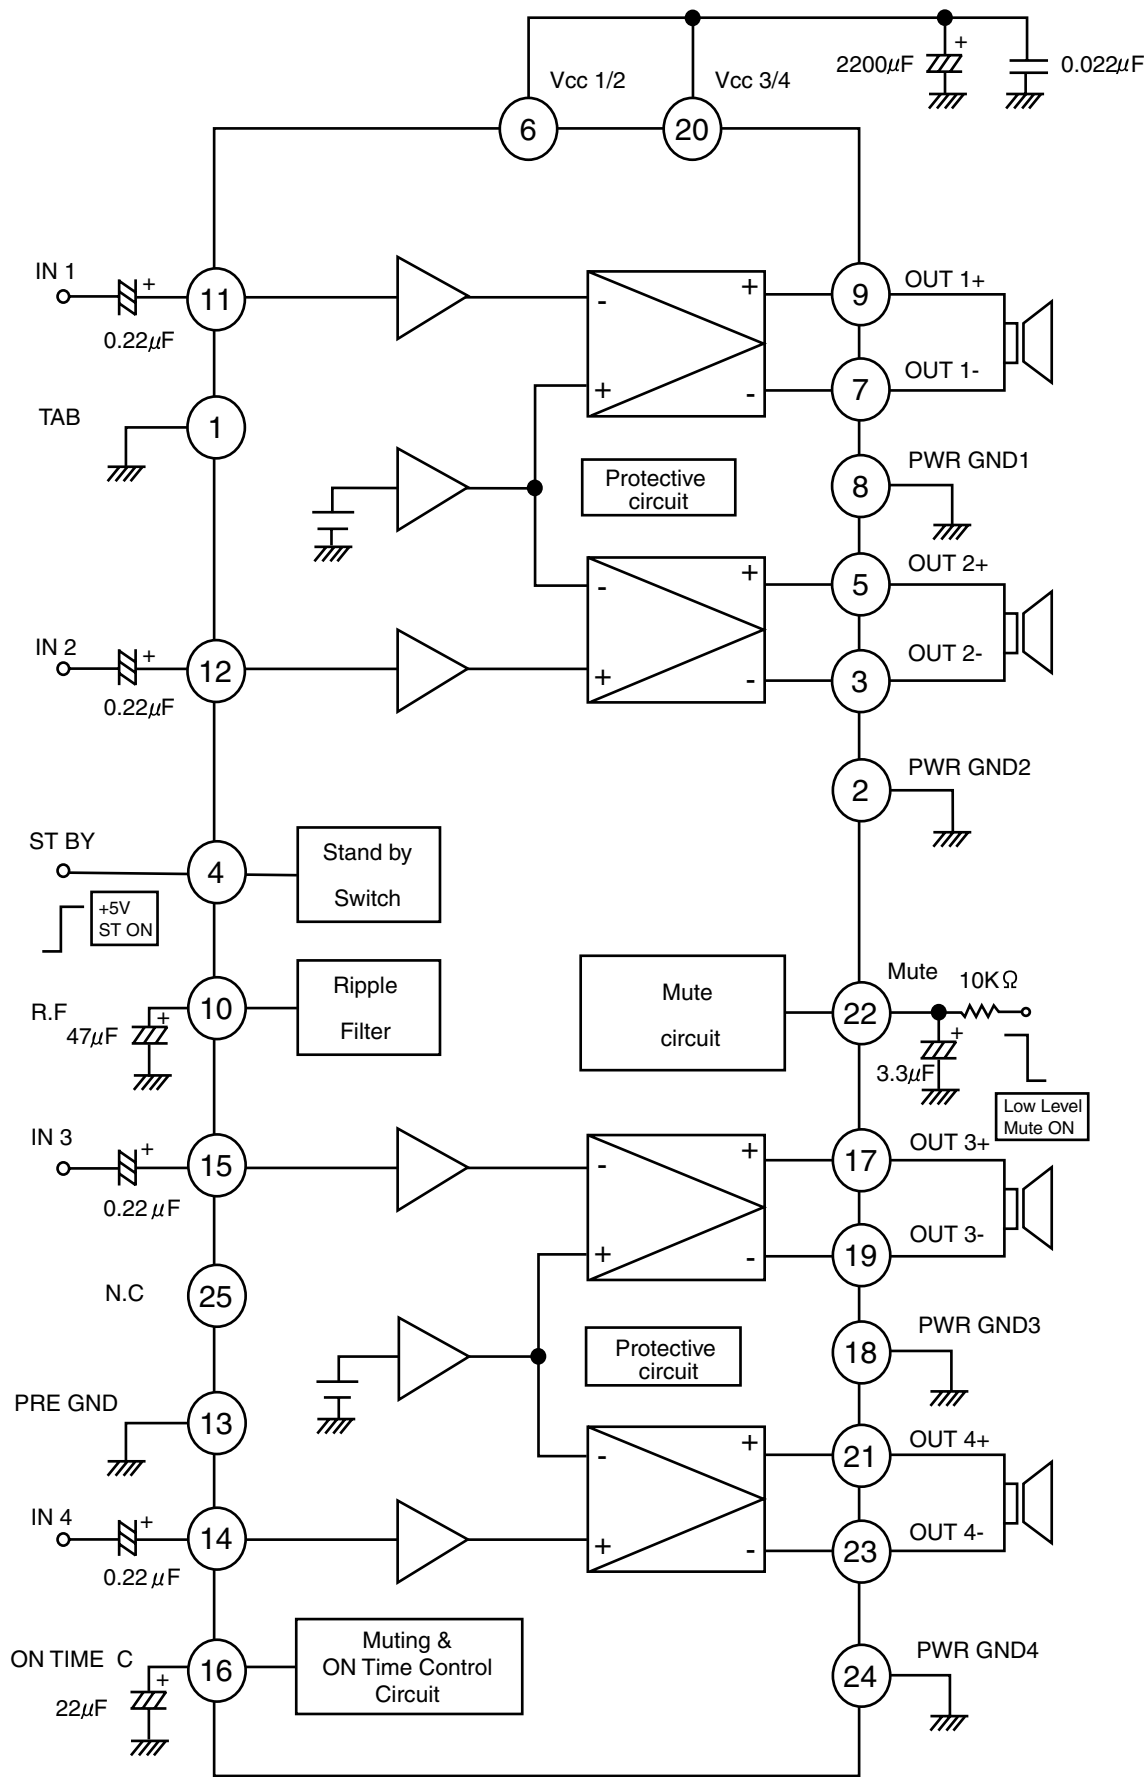 2200μF
+
0.022μF
Vcc 1/2
Vcc 3/4
6
20
IN 1
+
0.22μF
11
-
+
+
-
9
OUT 1+
7
OUT 1-
TAB
1
Protective
circuit
8
PWR GND1
5
OUT 2+
IN 2
+
0.22μF
12
-
+
+
-
3
OUT 2-
2
PWR GND2
ST BY
4
+5V
ST ON
Stand by
Switch
R.F
47μF
+
10
Ripple
Filter
Mute
circuit
22
Mute
10KΩ
+
3.3μF
Low Level
Mute ON
IN 3
+
0.22 μF
15
-
+
+
-
17
OUT 3+
19
OUT 3-
N.C
25
Protective
circuit
18
PWR GND3
PRE GND
13
21
OUT 4+
IN 4
+
0.22 μF
14
-
+
+
-
23
OUT 4-
ON TIME C
+
22μF
16
Muting &
ON Time Control
Circuit
24
PWR GND4